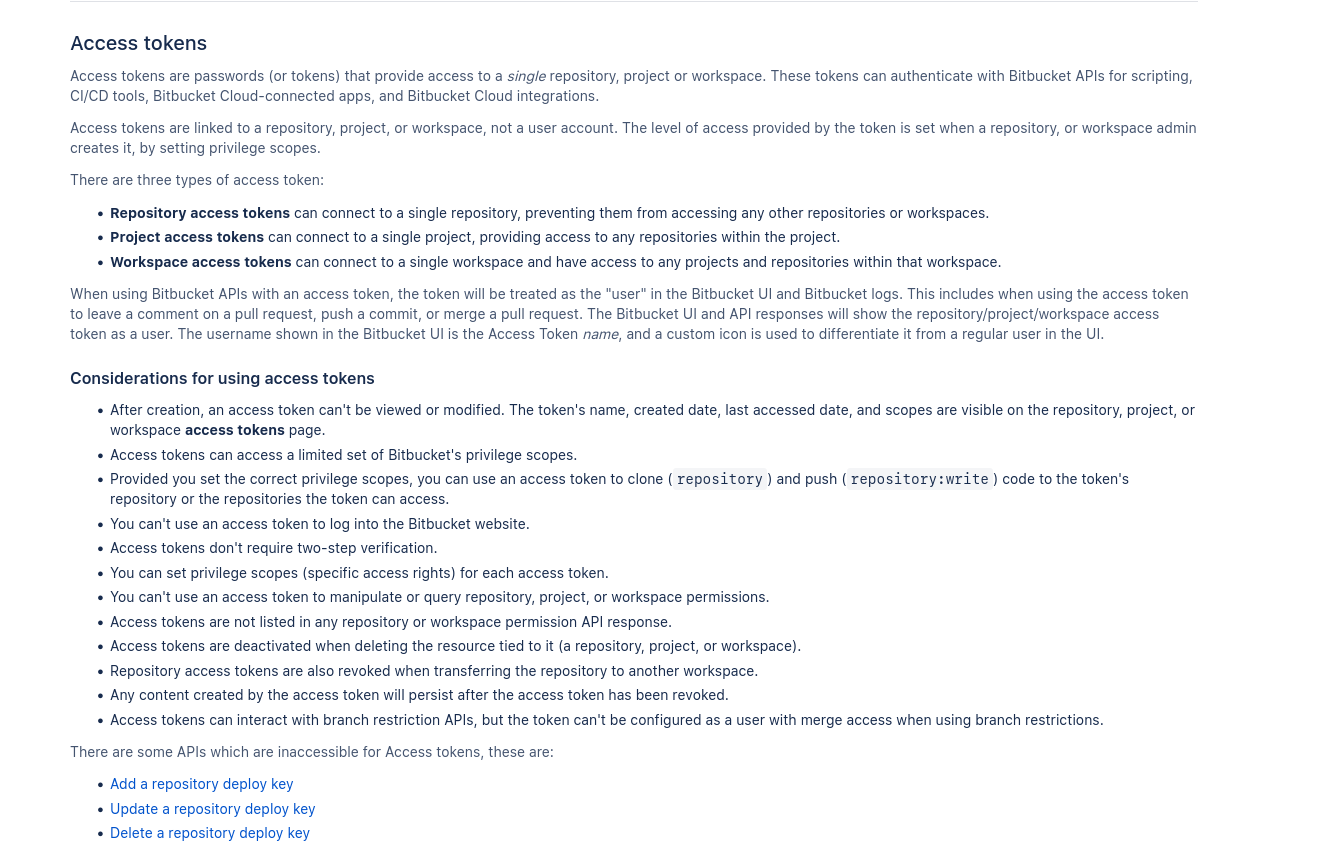 Access tokens
Access tokens are passwords (or tokens) that provide access to a single repository, project or workspace. These tokens can authenticate with Bitbucket APIs for scripting,
CI/CD tools, Bitbucket Cloud-connected apps, and Bitbucket Cloud integrations.
Access tokens are linked to a repository, project, or workspace, not a user account. The level of access provided by the token is set when a repository, or workspace admin
creates it, by setting privilege scopes.
There are three types of access token:
• Repository access tokens can connect to a single repository, preventing them from accessing any other repositories or workspaces.
• Project access tokens can connect to a single project, providing access to any repositories within the project.
• Workspace access tokens can connect to a single workspace and have access to any projects and repositories within that workspace.
When using Bitbucket APIs with an access token, the token will be treated as the "user" in the Bitbucket UI and Bitbucket logs. This includes when using the access token
to leave a comment on a pull request, push a commit, or merge a pull request. The Bitbucket UI and API responses will show the repository/project/workspace access
token as a user. The username shown in the Bitbucket UI is the Access Token name, and a custom icon is used to differentiate it from a regular user in the UI.
Considerations for using access tokens
• After creation, an access token can't be viewed or modified. The token's name, created date, last accessed date, and scopes are visible on the repository, project, or
workspace access tokens page.
• Access tokens can access a limited set of Bitbucket's privilege scopes.
• Provided you set the correct privilege scopes, you can use an access token to clone (repository) and push (repository:write) code to the token's
repository or the repositories the token can access.
• You can't use an access token to log into the Bitbucket website.
• Access tokens don't require two-step verification.
• You can set privilege scopes (specific access rights) for each access token.
• You can't use an access token to manipulate or query repository, project, or workspace permissions.
• Access tokens are not listed in any repository or workspace permission API response.
• Access tokens are deactivated when deleting the resource tied to it (a repository, project, or workspace).
• Repository access tokens are also revoked when transferring the repository to another workspace.
• Any content created by the access token will persist after the access token has been revoked.
• Access tokens can interact with branch restriction APIs, but the token can't be configured as a user with merge access when using branch restrictions.
There are some APIs which are inaccessible for Access tokens, these are:
• Add a repository deploy key
• Update a repository deploy key
• Delete a repository deploy key